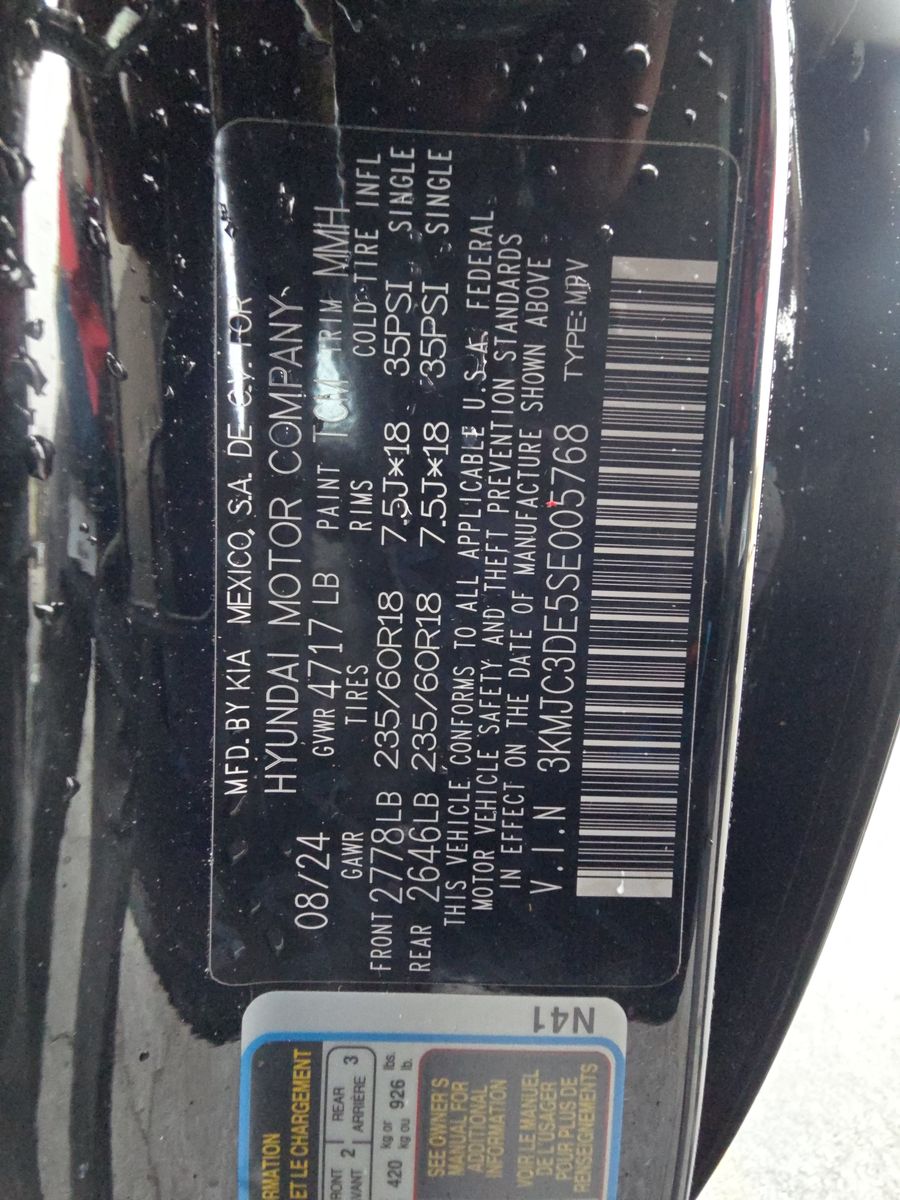 MFD. BY KIA MEXICO, S.A. DE C.V. FOR
08/24 HYUNDAI MOTOR COMPANY
GVWR 4717 LB PAINT TCM TRIM MMH
GAWR TIRES RIMS COLD TIRE INFL
FRONT 2778LB 235/60R18 7.5J×18 35PSI SINGLE
REAR 2646LB 235/60R18 7.5J×18 35PSI SINGLE
THIS VEHICLE CONFORMS TO ALL APPLICABLE U.S.A. FEDERAL
MOTOR VEHICLE SAFETY AND THEFT PREVENTION STANDARDS
IN EFFECT ON THE DATE OF MANUFACTURE SHOWN ABOVE
V.I.N 3KMJC3DE5SE005768 TYPE:MPV
N41
ET LE CHARGEMENT
2 REAR 3
ARRIÈRE
420 kg or 926 lbs.
kg ou lb.
SEE OWNER'S
MANUAL FOR
ADDITIONAL
INFORMATION
VOIR LE MANUEL
DE L'USAGER
POUR PLUS DE
RENSEIGNEMENTS